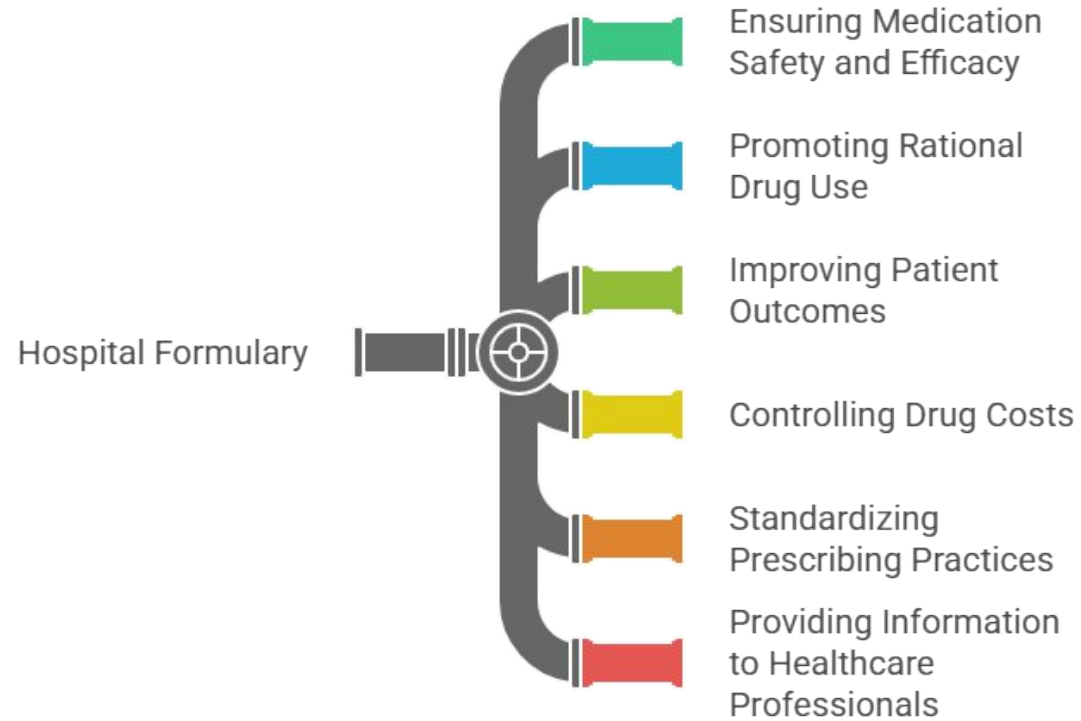 Ensuring Medication
Safety and Efficacy
Promoting Rational
Drug Use
Improving Patient
Outcomes
Hospital Formulary
Controlling Drug Costs
Standardizing
Prescribing Practices
Providing Information
to Healthcare
Professionals